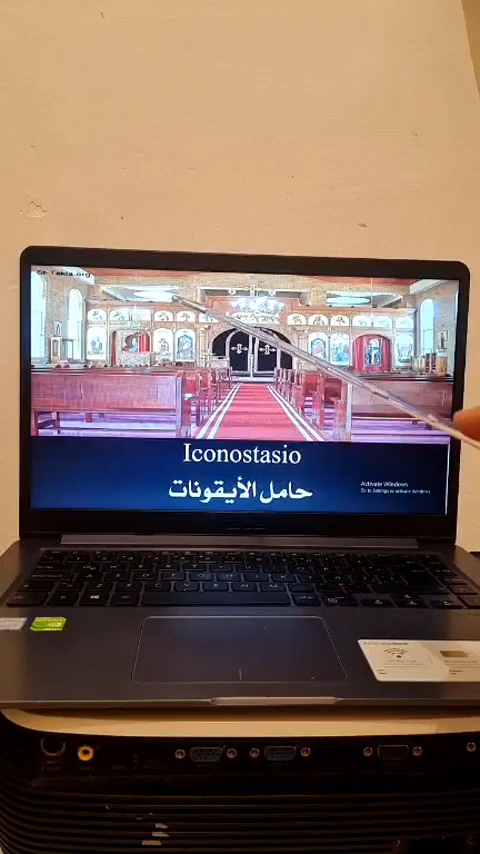 St-Takla.org
Iconostasio
حامل الأيقونات
Activate Windows
Go to Settings to activate Windows